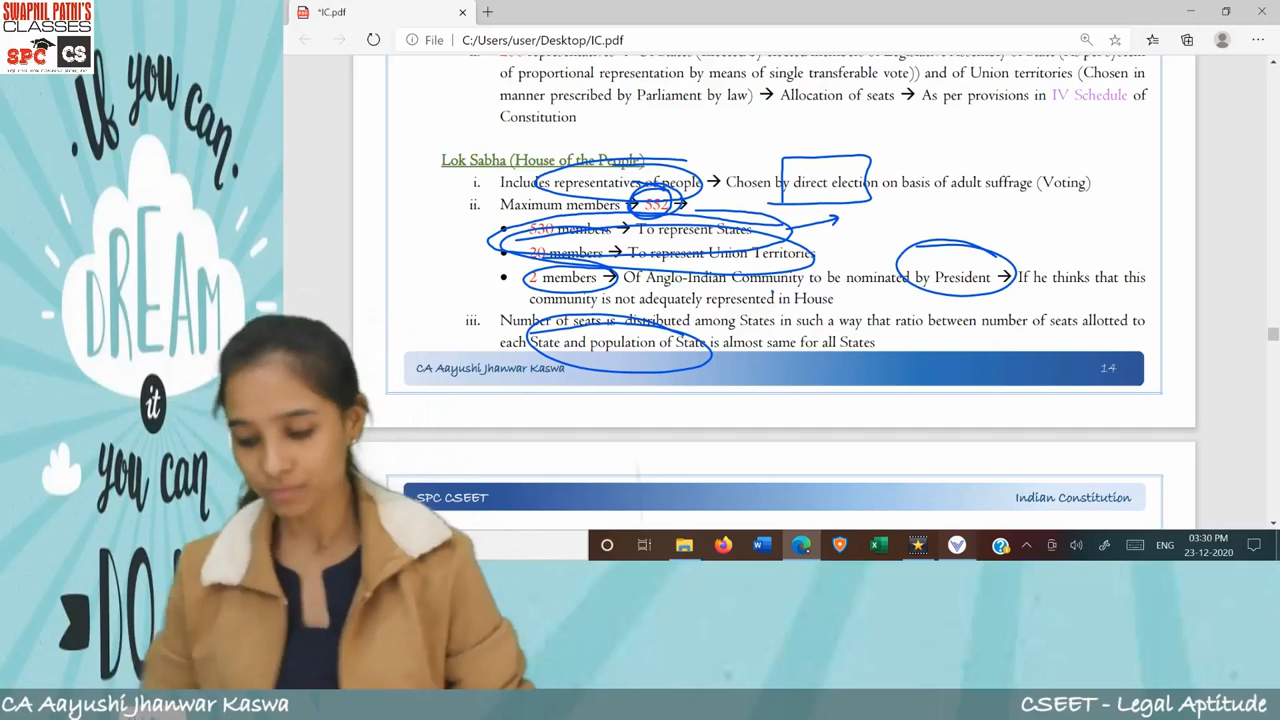 SWAPNIL PATNI'S
CLASSES
SPC CS
*IC.pdf
File C:/Users/user/Desktop/IC.pdf
of proportional representation by means of single transferable vote)) and of Union territories (Chosen in
manner prescribed by Parliament by law) → Allocation of seats → As per provisions in IV Schedule of
Constitution
Lok Sabha (House of the People)
i. Includes representatives of people → Chosen by direct election on basis of adult suffrage (Voting)
ii. Maximum members → 552 →
• 530 members → To represent States
• 20 members → To represent Union Territories
• 2 members → Of Anglo-Indian Community to be nominated by President → If he thinks that this
community is not adequately represented in House
iii. Number of seats is distributed among States in such a way that ratio between number of seats allotted to
each State and population of State is almost same for all States
CA Aayushi Jhanwar Kaswa 14
SPC CSEET Indian Constitution
ENG
03:30 PM
23-12-2020
If you can
DREAM
it
you can
DO
CA Aayushi Jhanwar Kaswa
CSEET - Legal Aptitude